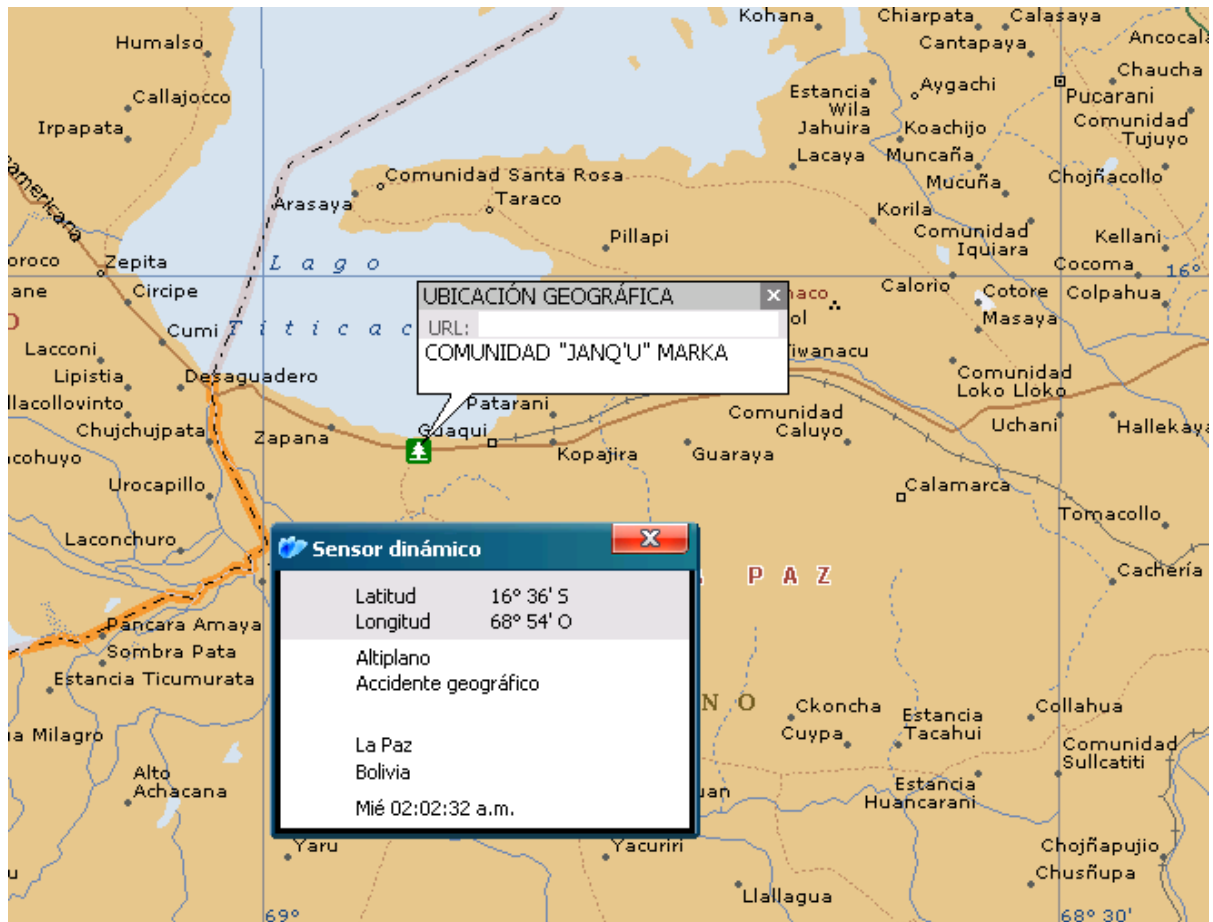 Kohana
Chiarpata
Calasaya
Humalso
Cantapaya
Ancocala
Chaucha
Callajocco
Estancia
Wila
Jahuira
Aygachi
Pucarani
Comunidad
Tujuyo
Irpapata
Koachijo
Lacaya
Muncaña
Comunidad Santa Rosa
Mucuña
Chojñacollo
Arasaya
Taraco
Korila
americana
Pillapi
Comunidad
Iquiara
Kellani
oroco
Zepita
Lago
Cocoma
16°
ane
Circipe
UBICACIÓN GEOGRÁFICA
naco
Calorio
Cotore
Colpahua
URL:
ol
Masaya
Cumi
Titicac
COMUNIDAD "JANQ'U" MARKA
Tiwanacu
Lacconi
Comunidad
Loko Lloko
Lipistia
Desaguadero
llacollovinto
Patarani
Comunidad
Caluyo
Uchani
Hallekaya
Chujchujpata
Zapana
Guaqui
cohuyo
Kopajira
Guaraya
Urocapillo
Calamarca
Tomacollo
Laconchuro
Sensor dinámico
PAZ
Cachería
Latitud 16° 36' S
Longitud 68° 54' O
Pancara Amaya
Altiplano
Sombra Pata
Accidente geográfico
Estancia Ticumurata
NO
Ckoncha
Estancia
Tacahui
Collahua
a Milagro
Cuypa
Comunidad
Sullcatiti
La Paz
Alto
Achacana
Bolivia
uan
Estancia
Huancarani
Mié 02:02:32 a.m.
Yaru
Yacuriri
Chojñapujio
u
Chusñupa
Llallagua
69°
68° 30'